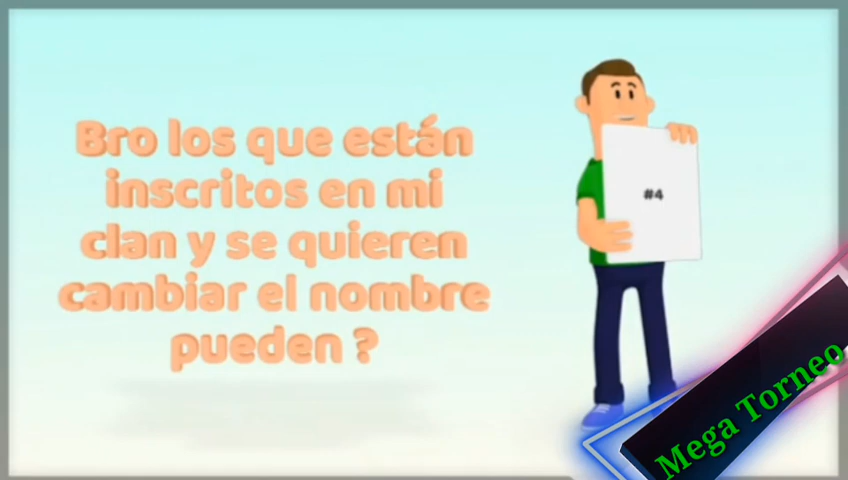 Bro los que están
inscritos en mi
clan y se quieren
cambiar el nombre
pueden ?
#4
Mega Torneo